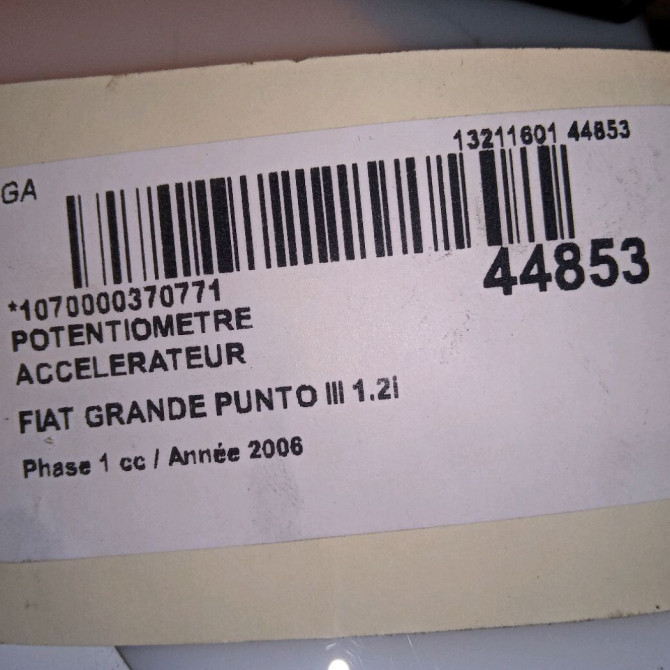 13211601 44853
GA
44853
*1070000370771
POTENTIOMETRE
ACCELERATEUR
FIAT GRANDE PUNTO III 1.2i
Phase 1 cc / Année 2006